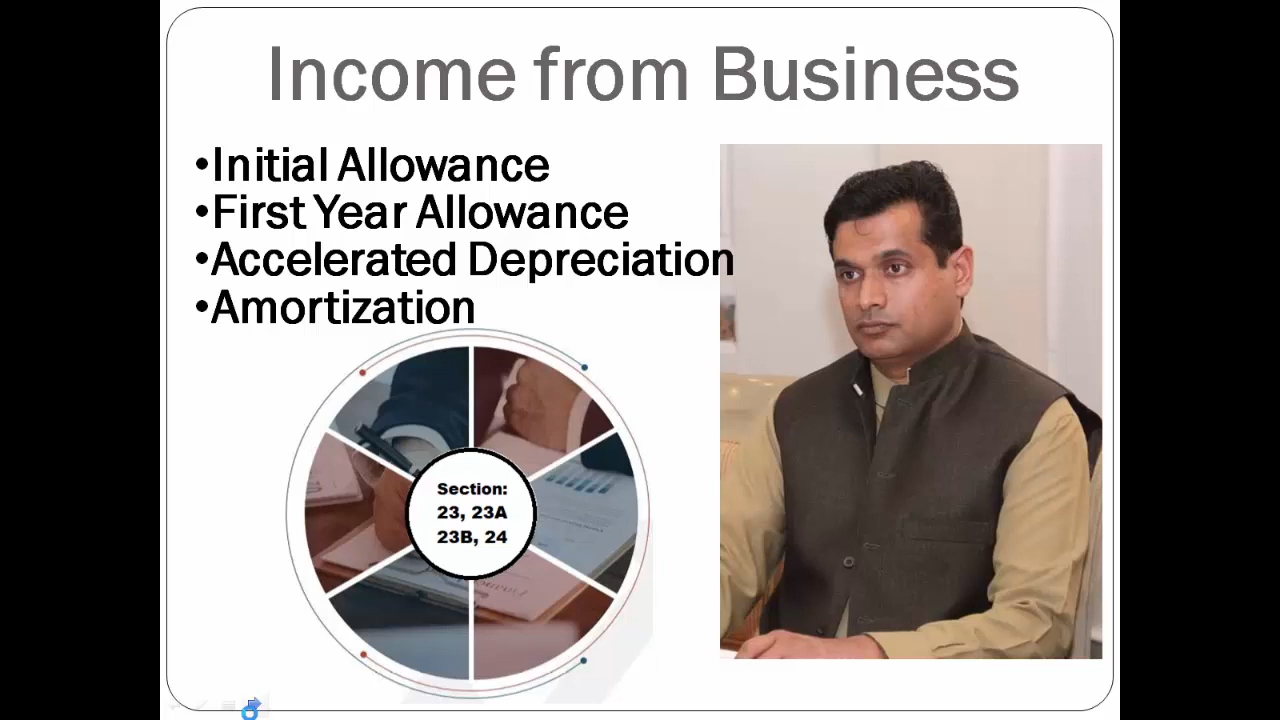 Income from Business
•Initial Allowance
•First Year Allowance
•Accelerated Depreciation
•Amortization
Section:
23, 23A
23B, 24